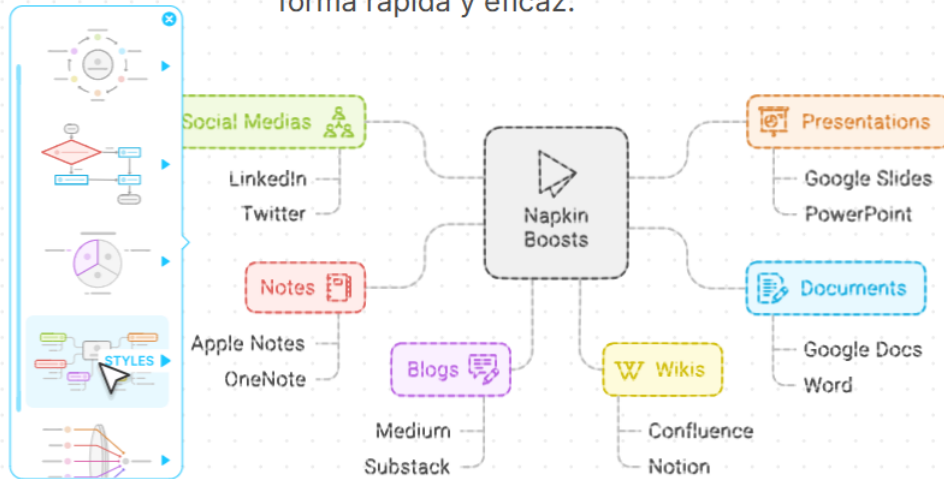 forma rápida y eficaz.
Social Medias
LinkedIn
Twitter
Notes
Apple Notes
OneNote
Blogs
Medium
Substack
Napkin
Boosts
Wikis
Confluence
Notion
Presentations
Google Slides
PowerPoint
Documents
Google Docs
Word
STYLES